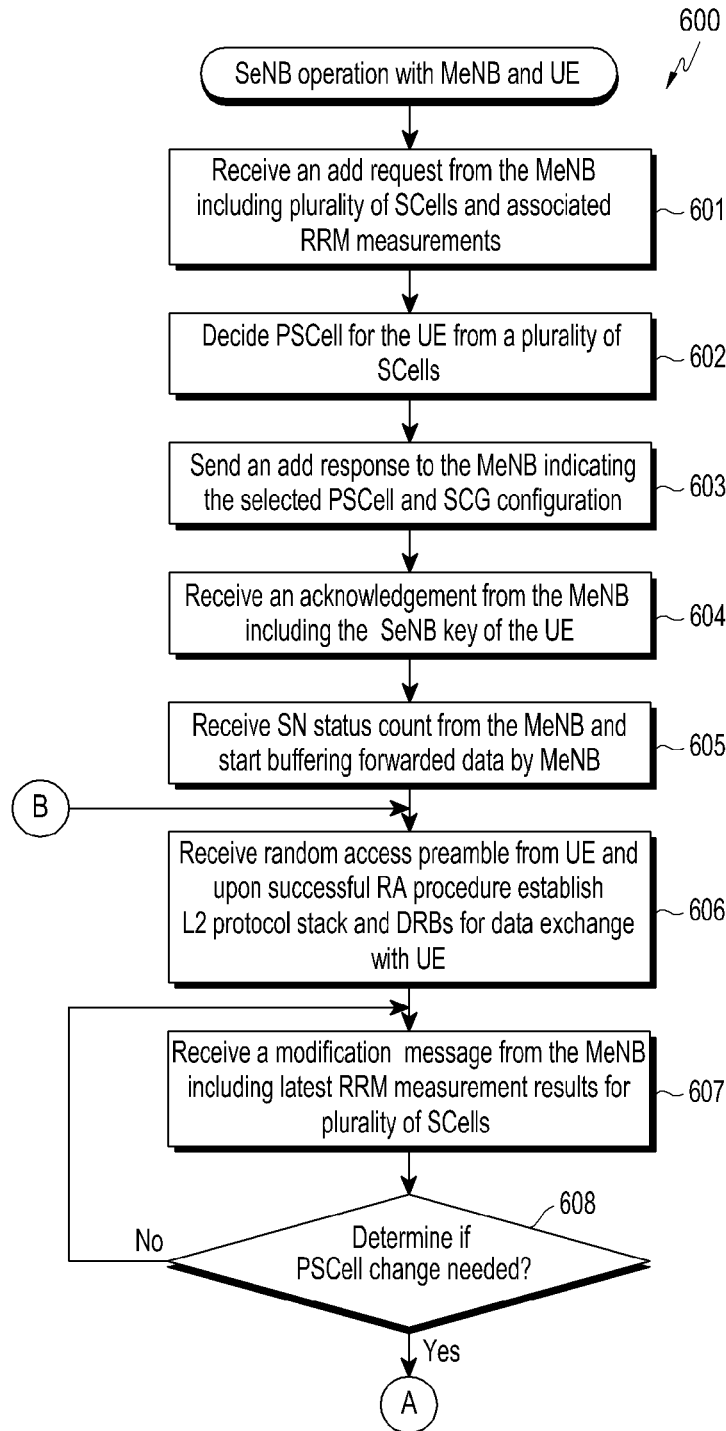 600
SeNB operation with MeNB and UE
Receive an add request from the MeNB
including plurality of SCells and associated
RRM measurements
601
Decide PSCell for the UE from a plurality of
SCells
602
Send an add response to the MeNB indicating
the selected PSCell and SCG configuration
603
Receive an acknowledgement from the MeNB
including the SeNB key of the UE
604
Receive SN status count from the MeNB and
start buffering forwarded data by MeNB
605
B
Receive random access preamble from UE and
upon successful RA procedure establish
L2 protocol stack and DRBs for data exchange
with UE
606
Receive a modification message from the MeNB
including latest RRM measurement results for
plurality of SCells
607
608
No
Determine if
PSCell change needed?
Yes
A